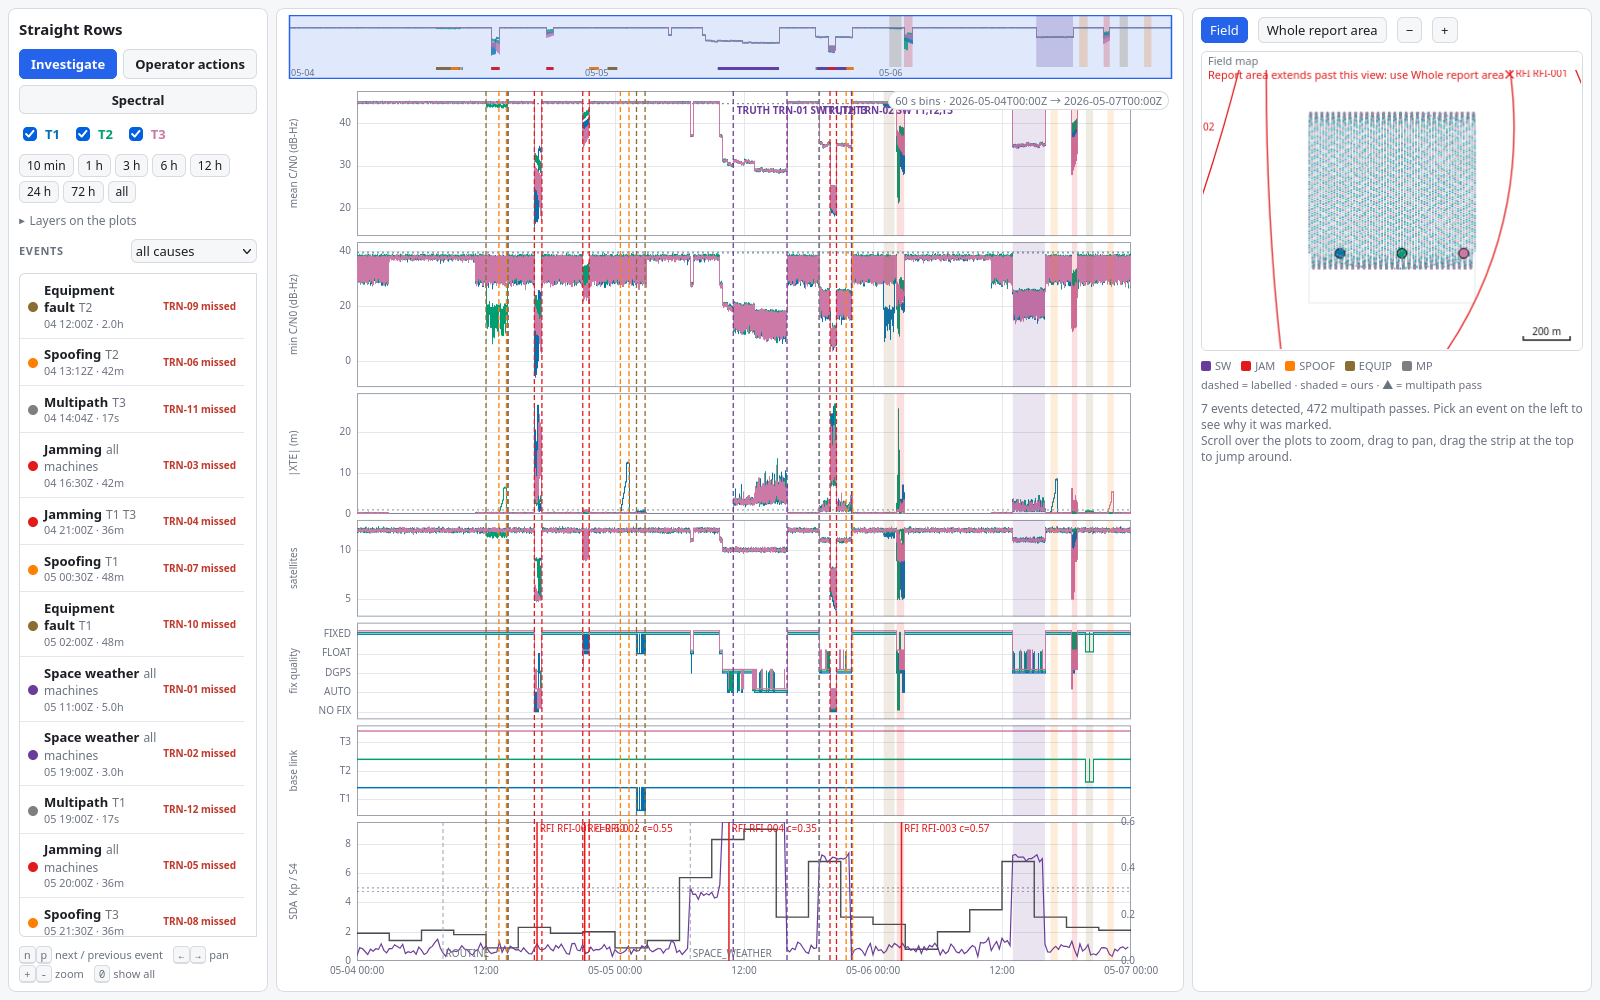 Straight Rows
Investigate
Operator actions
Spectral
T1
T2
T3
10 min
1 h
3 h
6 h
12 h
24 h
72 h
all
▸ Layers on the plots
EVENTS
all causes
Equipment fault T2
04 12:00Z · 2.0h
TRN-09 missed
Spoofing T2
04 13:12Z · 42m
TRN-06 missed
Multipath T3
04 14:04Z · 17s
TRN-11 missed
Jamming all machines
04 16:30Z · 42m
TRN-03 missed
Jamming T1 T3
04 21:00Z · 36m
TRN-04 missed
Spoofing T1
05 00:30Z · 48m
TRN-07 missed
Equipment fault T1
05 02:00Z · 48m
TRN-10 missed
Space weather all machines
05 11:00Z · 5.0h
TRN-01 missed
Space weather all machines
05 19:00Z · 3.0h
TRN-02 missed
Multipath T1
05 19:00Z · 17s
TRN-12 missed
Jamming all machines
05 20:00Z · 36m
TRN-05 missed
Spoofing T3
05 21:30Z · 36m
TRN-08 missed
n p next / previous event ← → pan
+ - zoom 0 show all
05-04
05-05
05-06
60 s bins · 2026-05-04T00:00Z → 2026-05-07T00:00Z
TRUTH TRN-01 SW
mean C/N0 (dB-Hz)
40
30
20
min C/N0 (dB-Hz)
40
20
0
|XTE| (m)
20
10
0
satellites
10
5
fix quality
FIXED
FLOAT
DGPS
AUTO
NO FIX
base link
T3
T2
T1
SDA Kp / S4
8
6
4
2
0
0.6
0.4
0.2
0.0
c=0.55
RFI RFI-004 c=0.35
RFI RFI-003 c=0.57
ROUTINE
SPACE_WEATHER
05-04 00:00
12:00
05-05 00:00
12:00
05-06 00:00
12:00
05-07 00:00
Field
Whole report area
−
+
Field map
Report area extends past this view: use Whole report area
RFI RFI-001
02
200 m
SW
JAM
SPOOF
EQUIP
MP
dashed = labelled · shaded = ours · ▲ = multipath pass
7 events detected, 472 multipath passes. Pick an event on the left to
see why it was marked.
Scroll over the plots to zoom, drag to pan, drag the strip at the top
to jump around.